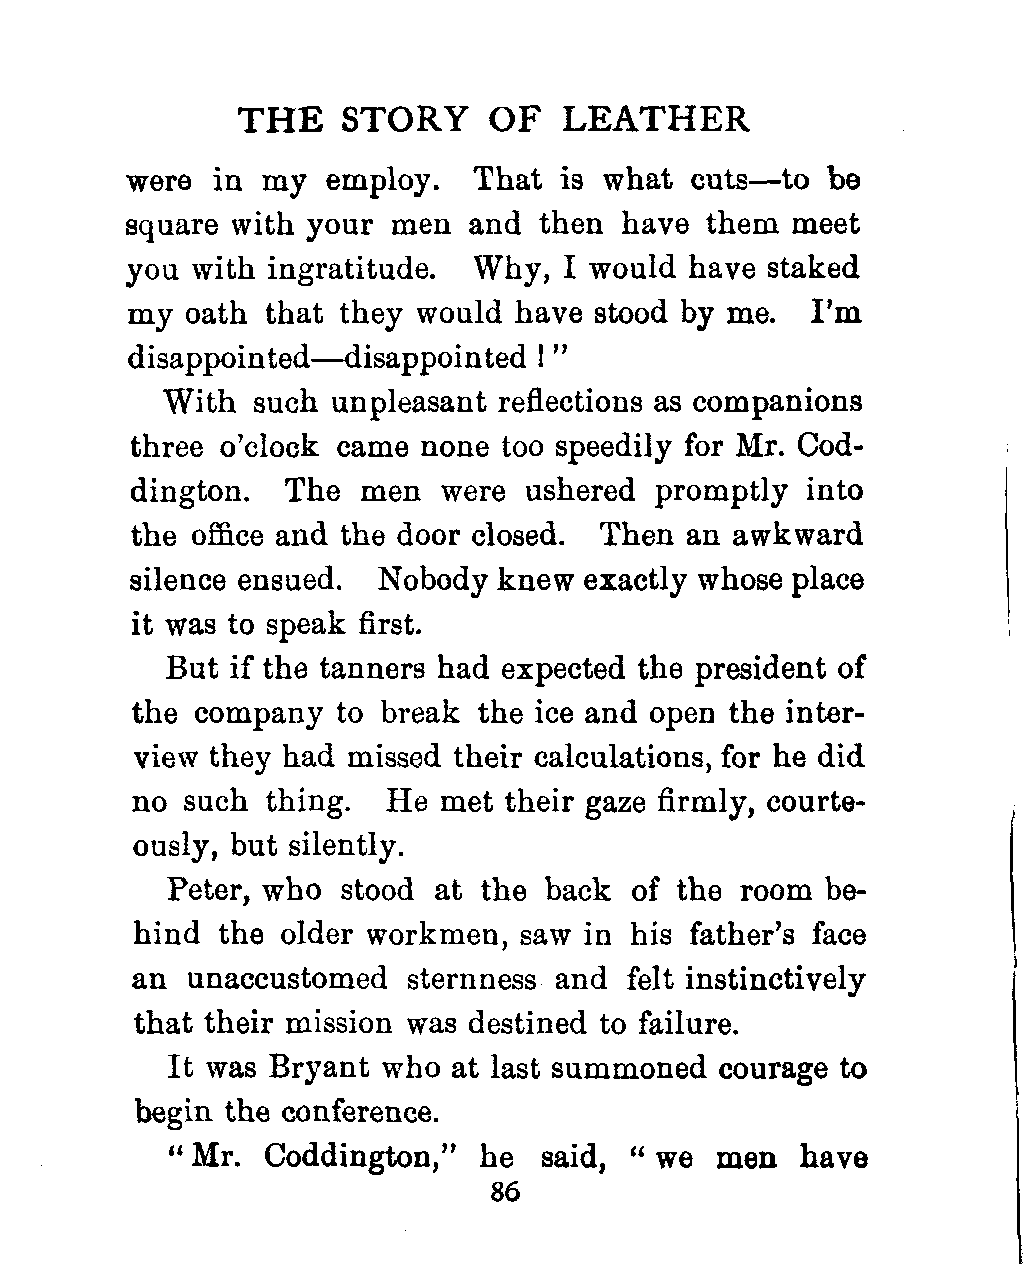 THE STORY OF LEATHER
were in my employ. That is what cuts—to be
square with your men and then have them meet
you with ingratitude. Why, I would have staked
my oath that they would have stood by me. I'm
disappointed—disappointed!"
With such unpleasant reflections as companions
three o'clock came none too speedily for Mr. Cod-
dington. The men were ushered promptly into
the office and the door closed. Then an awkward
silence ensued. Nobody knew exactly whose place
it was to speak first.
But if the tanners had expected the president of
the company to break the ice and open the inter-
view they had missed their calculations, for he did
no such thing. He met their gaze firmly, courte-
ously, but silently.
Peter, who stood at the back of the room be-
hind the older workmen, saw in his father's face
an unaccustomed sternness and felt instinctively
that their mission was destined to failure.
It was Bryant who at last summoned courage to
begin the conference.
"Mr. Coddington," he said, "we men have
86